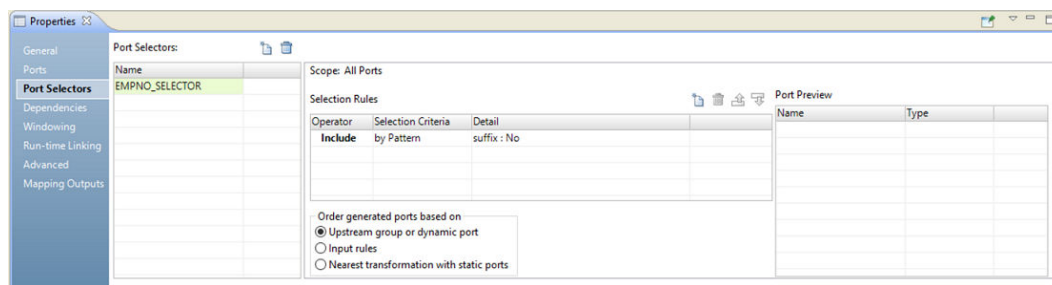 Properties
General
Ports
Port Selectors
Dependencies
Windowing
Run-time Linking
Advanced
Mapping Outputs
Port Selectors:
Name
EMPNO_SELECTOR
Scope: All Ports
Selection Rules
Operator Selection Criteria Detail
Include by Pattern suffix : No
Order generated ports based on
Upstream group or dynamic port
Input rules
Nearest transformation with static ports
Port Preview
Name Type